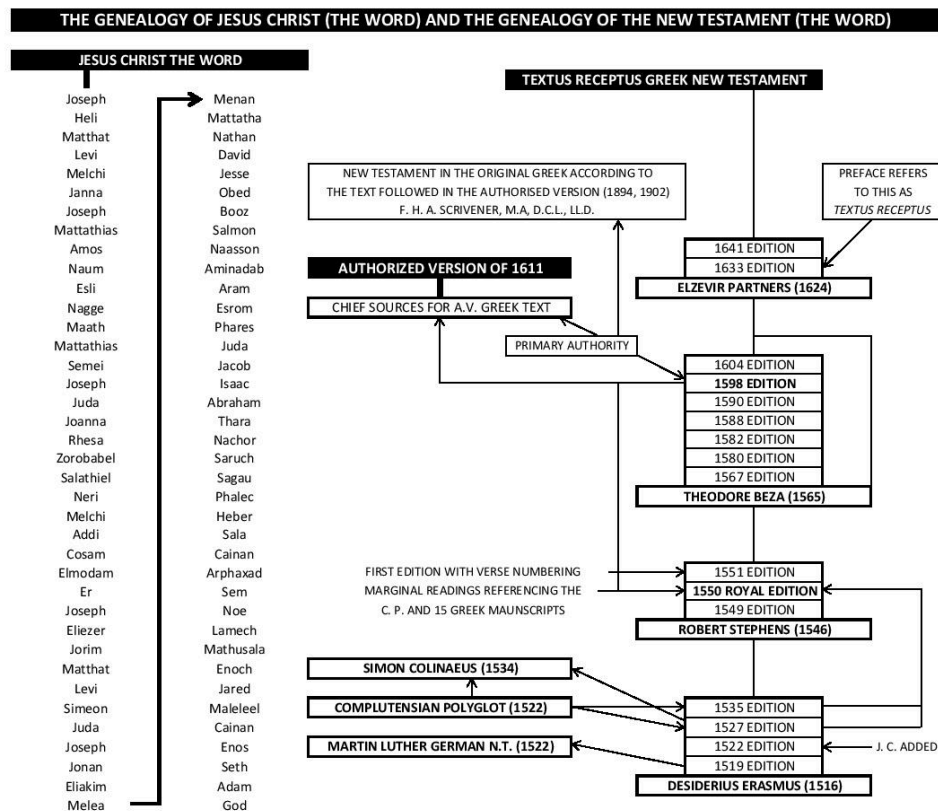 THE GENEALOGY OF JESUS CHRIST (THE WORD) AND THE GENEALOGY OF THE NEW TESTAMENT (THE WORD)
JESUS CHRIST THE WORD
Joseph
Heli
Matthat
Levi
Melchi
Janna
Joseph
Mattathias
Amos
Naum
Esli
Nagge
Maath
Mattathias
Semei
Joseph
Juda
Joanna
Rhesa
Zorobabel
Salathiel
Neri
Melchi
Addi
Cosam
Elmodam
Er
Joseph
Eliezer
Jorim
Matthat
Levi
Simeon
Juda
Joseph
Jonan
Eliakim
Melea
Menan
Mattatha
Nathan
David
Jesse
Obed
Booz
Salmon
Naasson
Aminadab
Aram
Esrom
Phares
Juda
Jacob
Isaac
Abraham
Thara
Nachor
Saruch
Sagau
Phalec
Heber
Sala
Cainan
Arphaxad
Sem
Noe
Lamech
Mathusala
Enoch
Jared
Maleleel
Cainan
Enos
Seth
Adam
God
TEXTUS RECEPTUS GREEK NEW TESTAMENT
NEW TESTAMENT IN THE ORIGINAL GREEK ACCORDING TO
THE TEXT FOLLOWED IN THE AUTHORISED VERSION (1894, 1902)
F. H. A. SCRIVENER, M.A, D.C.L., LL.D.
PREFACE REFERS
TO THIS AS
TEXTUS RECEPTUS
1641 EDITION
1633 EDITION
ELZEVIR PARTNERS (1624)
AUTHORIZED VERSION OF 1611
CHIEF SOURCES FOR A.V. GREEK TEXT
PRIMARY AUTHORITY
1604 EDITION
1598 EDITION
1590 EDITION
1588 EDITION
1582 EDITION
1580 EDITION
1567 EDITION
THEODORE BEZA (1565)
FIRST EDITION WITH VERSE NUMBERING
MARGINAL READINGS REFERENCING THE
C. P. AND 15 GREEK MAUNSCRIPTS
1551 EDITION
1550 ROYAL EDITION
1549 EDITION
ROBERT STEPHENS (1546)
SIMON COLINAEUS (1534)
COMPLUTENSIAN POLYGLOT (1522)
MARTIN LUTHER GERMAN N.T. (1522)
1535 EDITION
1527 EDITION
1522 EDITION
1519 EDITION
DESIDERIUS ERASMUS (1516)
J. C. ADDED